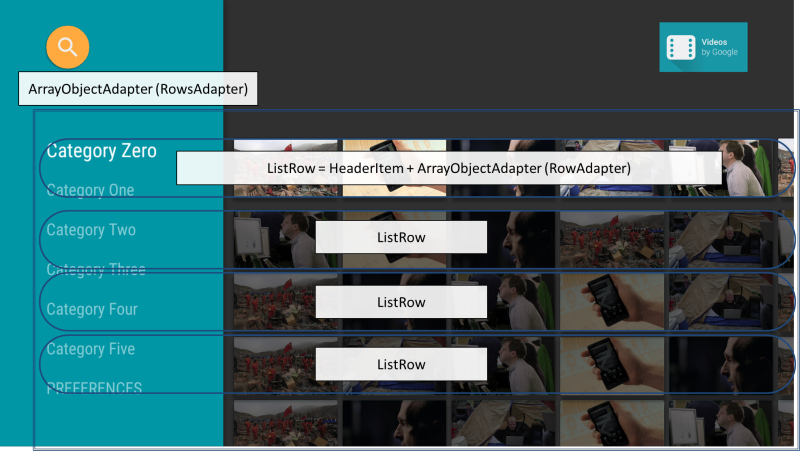 Videos
by Google
ArrayObjectAdapter (RowsAdapter)
Category Zero
ListRow = HeaderItem + ArrayObjectAdapter (RowAdapter)
Category One
Category Two
ListRow
Category Three
Category Four
ListRow
Category Five
ListRow
PREFERENCES